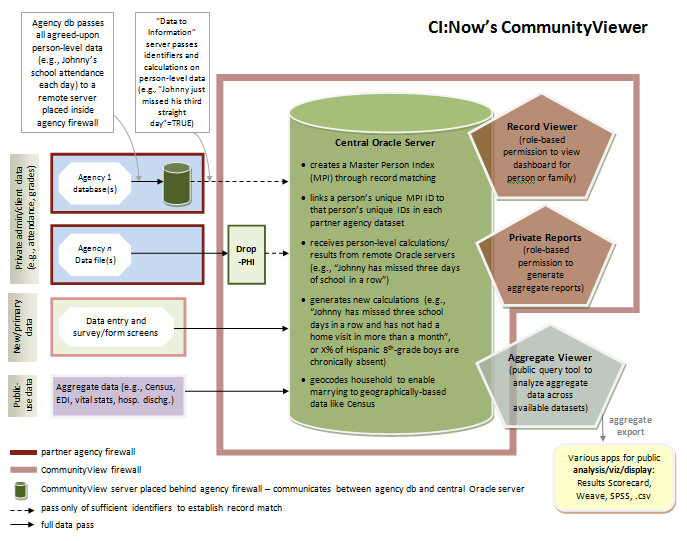 CI:Now's CommunityViewer
Agency db passes
all agreed-upon
person-level data
(e.g., Johnny's
school attendance
each day) to a
remote server
placed inside
agency firewall
"Data to
Information"
server passes
identifiers and
calculations on
person-level data
(e.g., "Johnny just
missed his third
straight
day"=TRUE)
Private admin/client data
(e.g., attendance, grades)
Agency 1
database(s)
Agency n
Data file(s)
Drop
-PHI
New/primary
data
Data entry and
survey/form screens
Public-
use data
Aggregate data (e.g., Census,
EDI, vital stats, hosp. dischg.)
Central Oracle Server
• creates a Master Person Index
(MPI) through record matching
• links a person's unique MPI ID to
that person's unique IDs in each
partner agency dataset
• receives person-level calculations/
results from remote Oracle servers
(e.g., "Johnny has missed three days
of school in a row")
• generates new calculations (e.g.,
"Johnny has missed three school
days in a row and has not had a
home visit in more than a month",
or X% of Hispanic 8th-grade boys are
chronically absent)
• geocodes household to enable
marrying to geographically-based
data like Census
Record Viewer
(role-based
permission to view
dashboard for
person or family)
Private Reports
(role-based
permission to
generate
aggregate reports)
Aggregate Viewer
(public query tool to
analyze aggregate
data across
available datasets)
aggregate
export
Various apps for public
analysis/viz/display:
Results Scorecard,
Weave, SPSS, .csv
partner agency firewall
CommunityView firewall
CommunityView server placed behind agency firewall – communicates between agency db and central Oracle server
pass only of sufficient identifiers to establish record match
full data pass